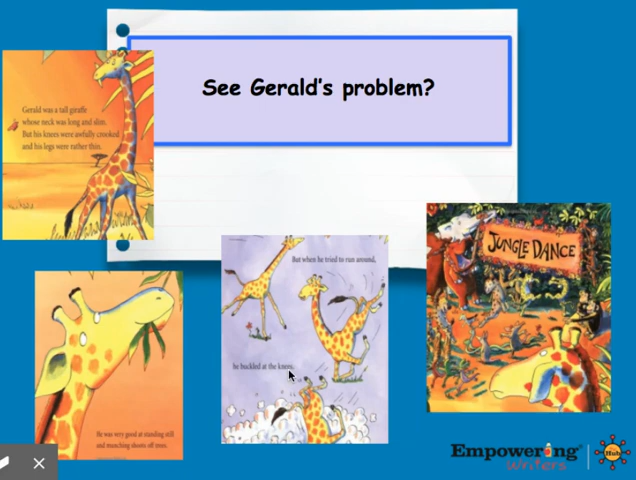 See Gerald's problem?
Gerald was a tall giraffe
whose neck was long and slim.
But his knees were awfully crooked
and his legs were rather thin.
He was very good at standing still
and munching shoots off trees.
But when he tried to run around,
he buckled at the knees.
JUNGLE DANCE
Empowering
Writers
Hub